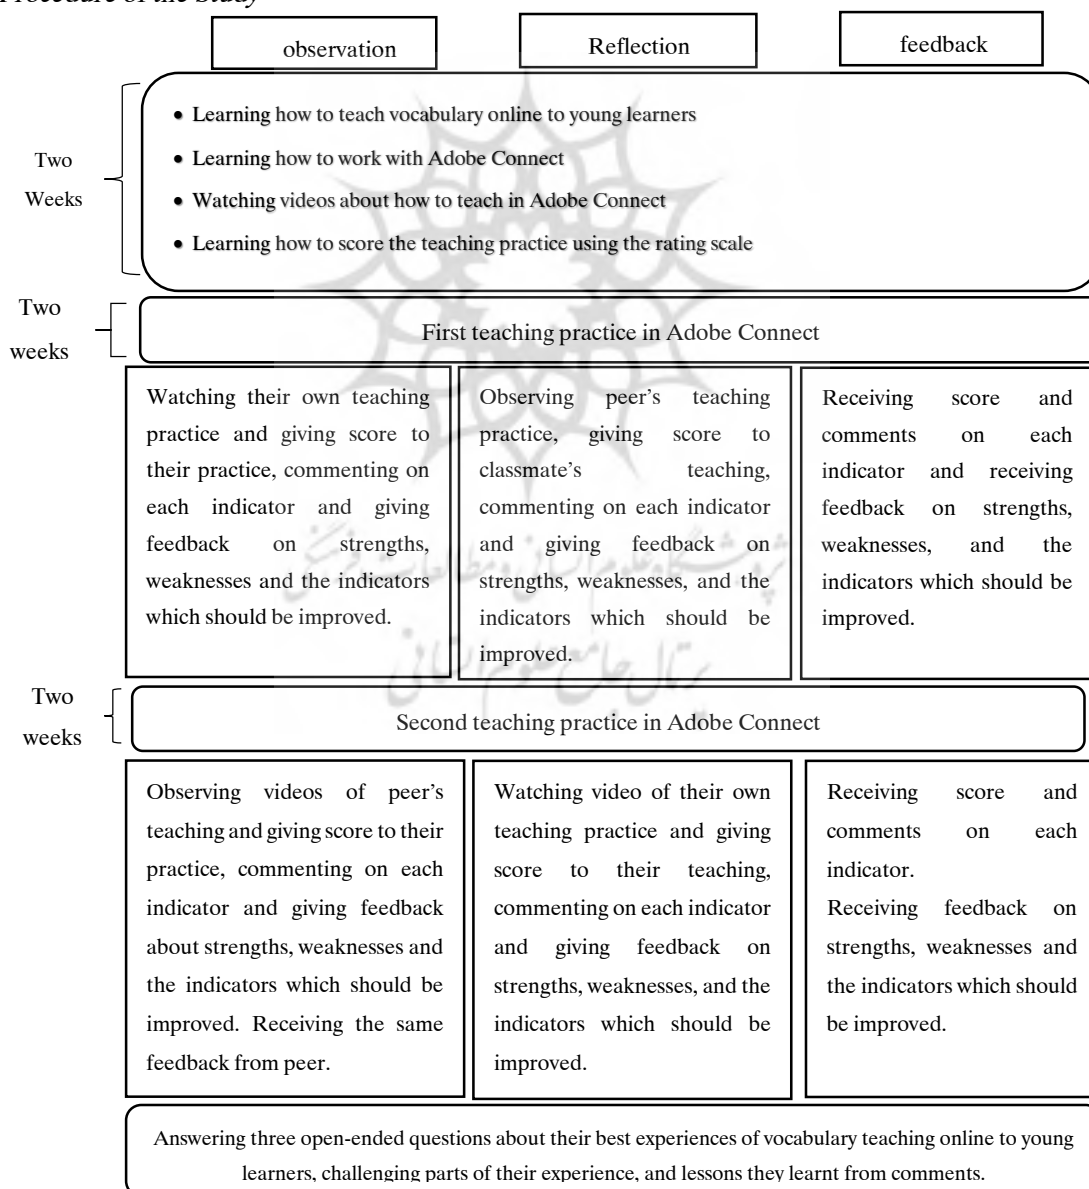 Procedure of the Study
observation
Reflection
feedback
Two
Weeks
• Learning how to teach vocabulary online to young learners
• Learning how to work with Adobe Connect
• Watching videos about how to teach in Adobe Connect
• Learning how to score the teaching practice using the rating scale
Two
weeks
First teaching practice in Adobe Connect
Watching their own teaching
practice and giving score to
their practice, commenting on
each indicator and giving
feedback on strengths,
weaknesses and the indicators
which should be improved.
Observing peer's teaching
practice, giving score to
classmate's teaching,
commenting on each indicator
and giving feedback on
strengths, weaknesses, and the
indicators which should be
improved.
Receiving score and
comments on each
indicator and receiving
feedback on strengths,
weaknesses, and the
indicators which should be
improved.
پژوهشگاه علوم انسانی و مطالعات فرهنگی
پرتال جامع علوم انسانی
Two
weeks
Second teaching practice in Adobe Connect
Observing videos of peer's
teaching and giving score to their
practice, commenting on each
indicator and giving feedback
about strengths, weaknesses and
the indicators which should be
improved. Receiving the same
feedback from peer.
Watching video of their own
teaching practice and giving
score to their teaching,
commenting on each indicator
and giving feedback on
strengths, weaknesses, and the
indicators which should be
improved.
Receiving score and
comments on each
indicator.
Receiving feedback on
strengths, weaknesses and
the indicators which should
be improved.
Answering three open-ended questions about their best experiences of vocabulary teaching online to young
learners, challenging parts of their experience, and lessons they learnt from comments.